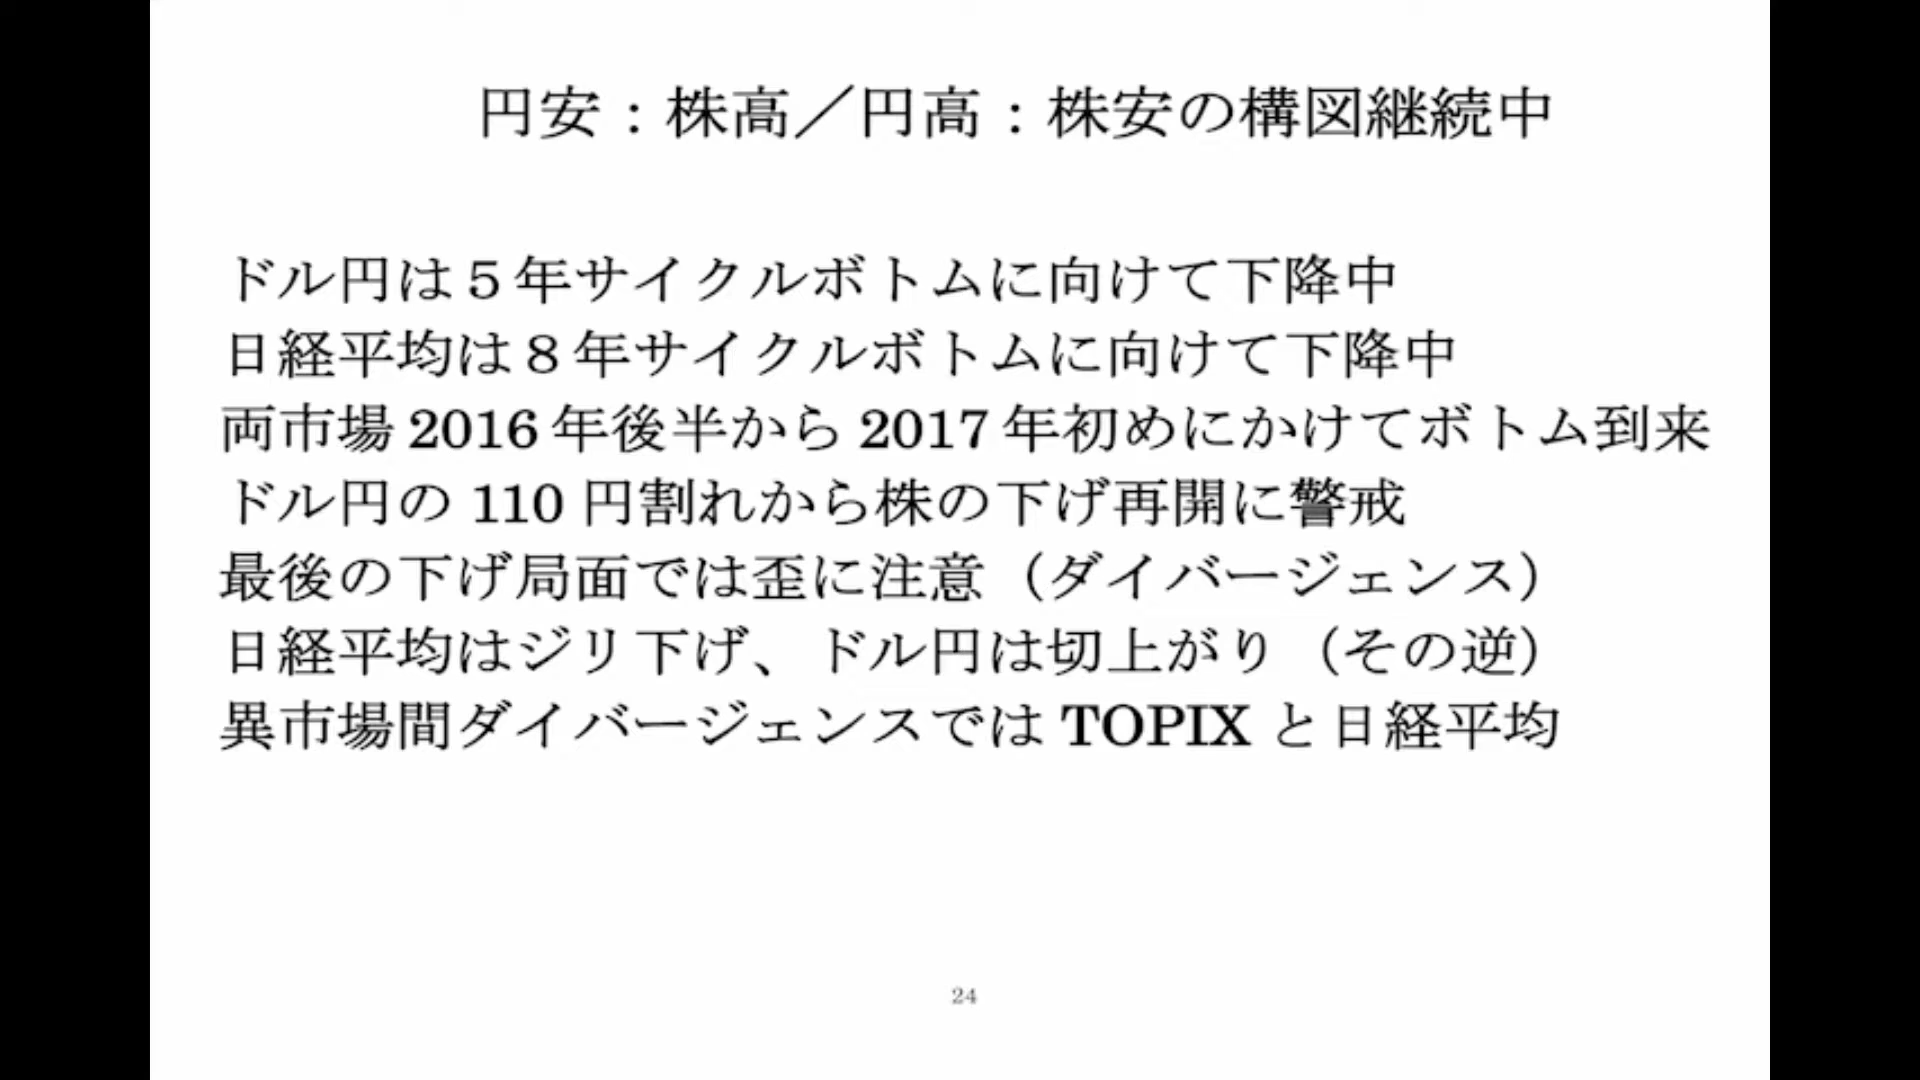 円安：株高／円高：株安の構図継続中
ドル円は５年サイクルボトムに向けて下降中
日経平均は８年サイクルボトムに向けて下降中
両市場2016年後半から2017年初めにかけてボトム到来
ドル円の 110 円割れから株の下げ再開に警戒
最後の下げ局面では歪に注意（ダイバージェンス）
日経平均はジリ下げ、ドル円は切上がり（その逆）
異市場間ダイバージェンスでは TOPIX と日経平均
24